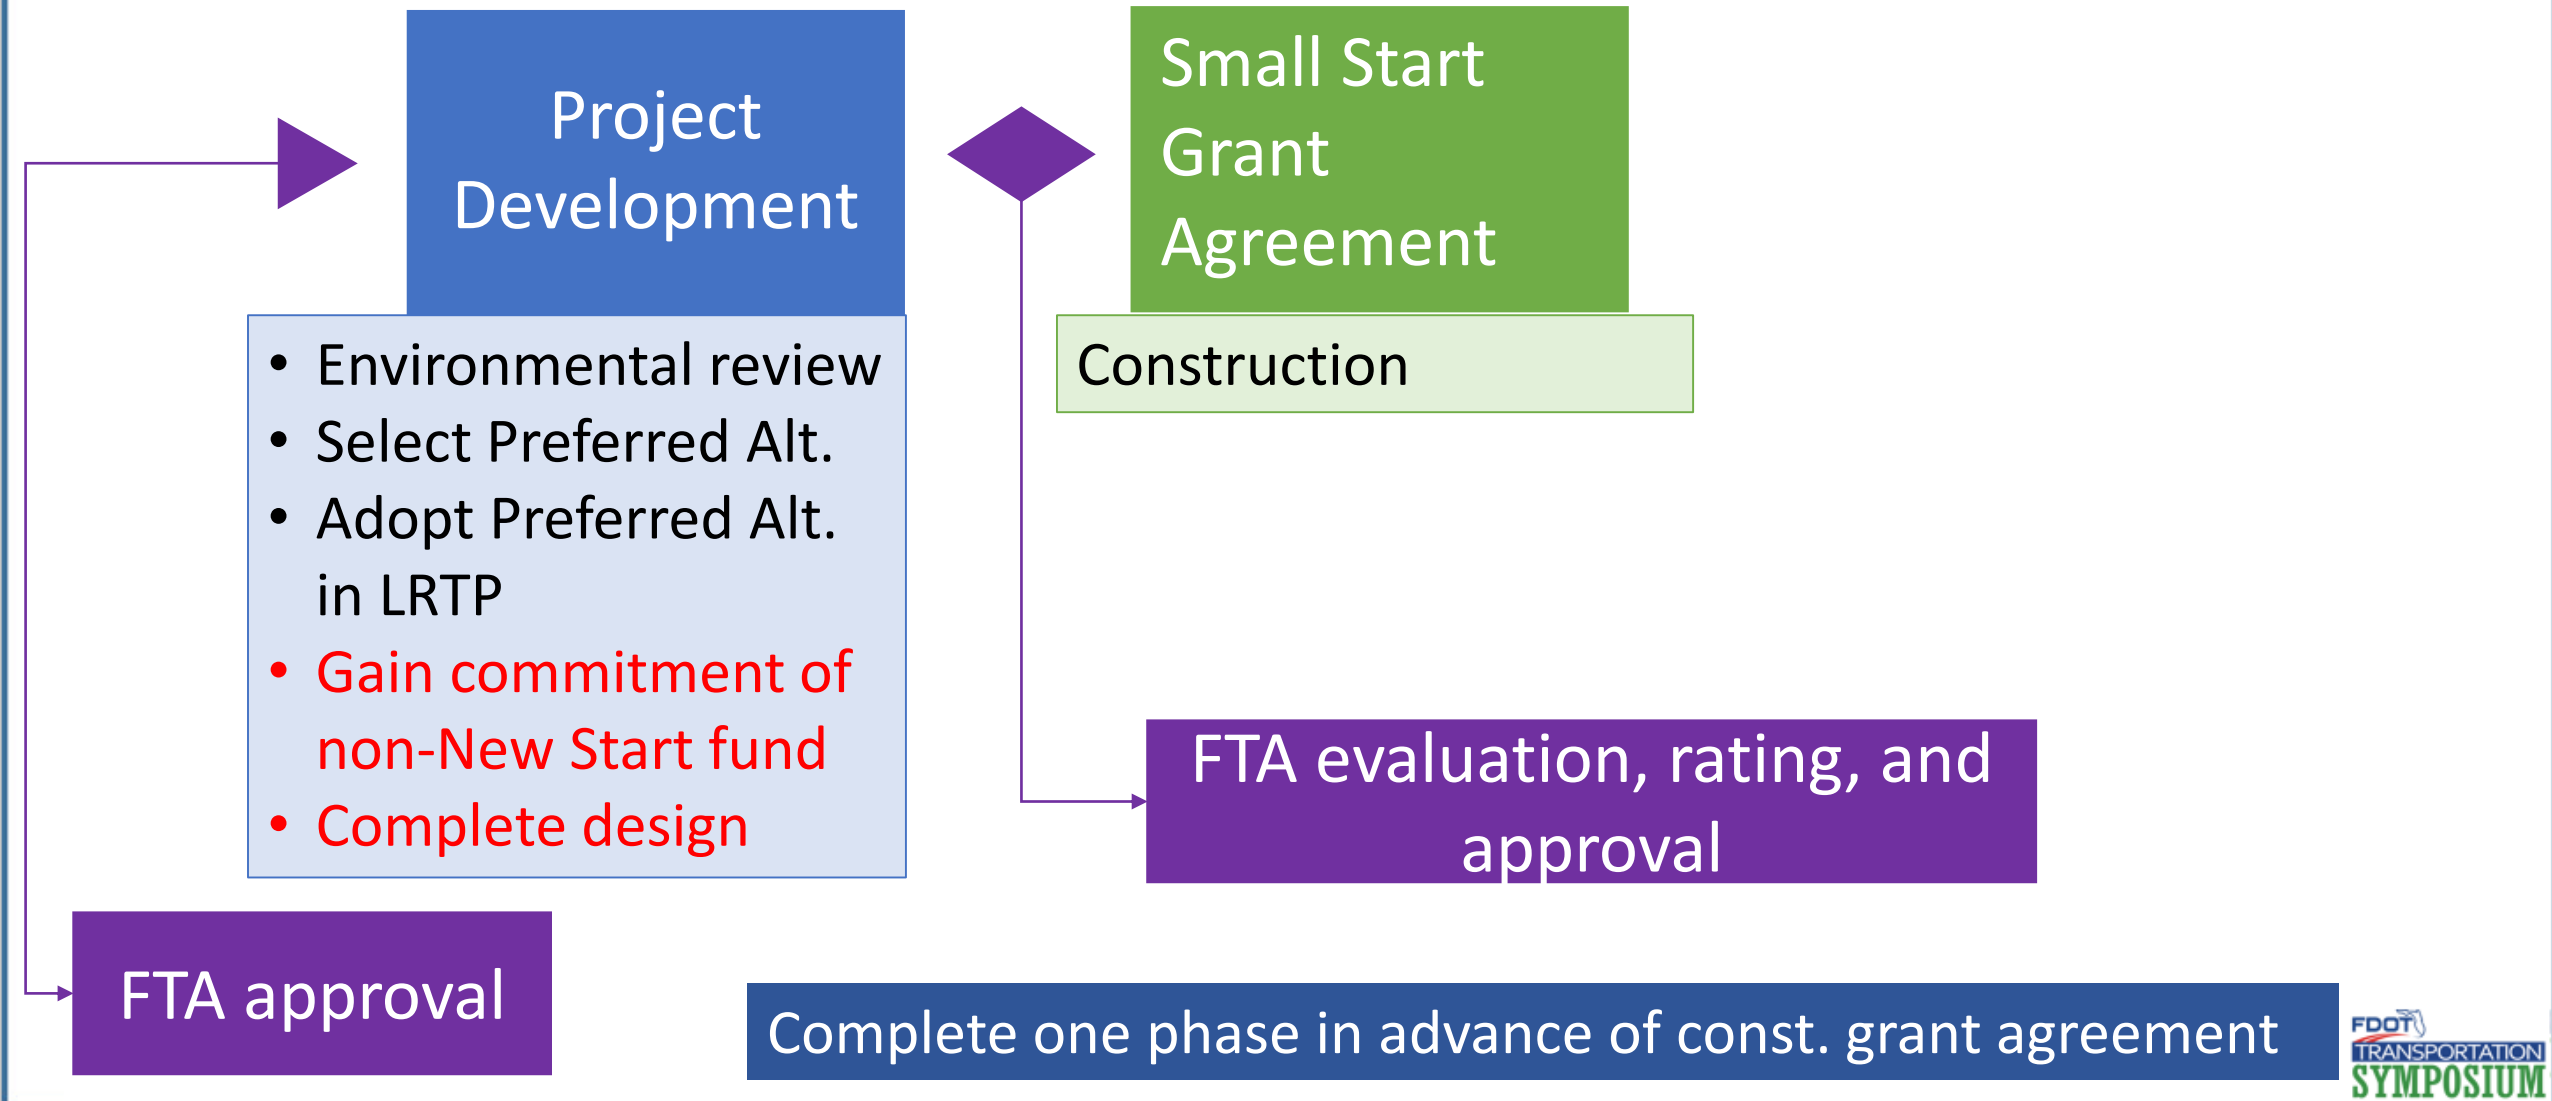 Project
Development
Small Start
Grant
Agreement
• Environmental review
• Select Preferred Alt.
• Adopt Preferred Alt.
in LRTP
• Gain commitment of
non-New Start fund
• Complete design
Construction
FTA evaluation, rating, and
approval
FTA approval
Complete one phase in advance of const. grant agreement
FDOT
TRANSPORTATION
SYMPOSIUM